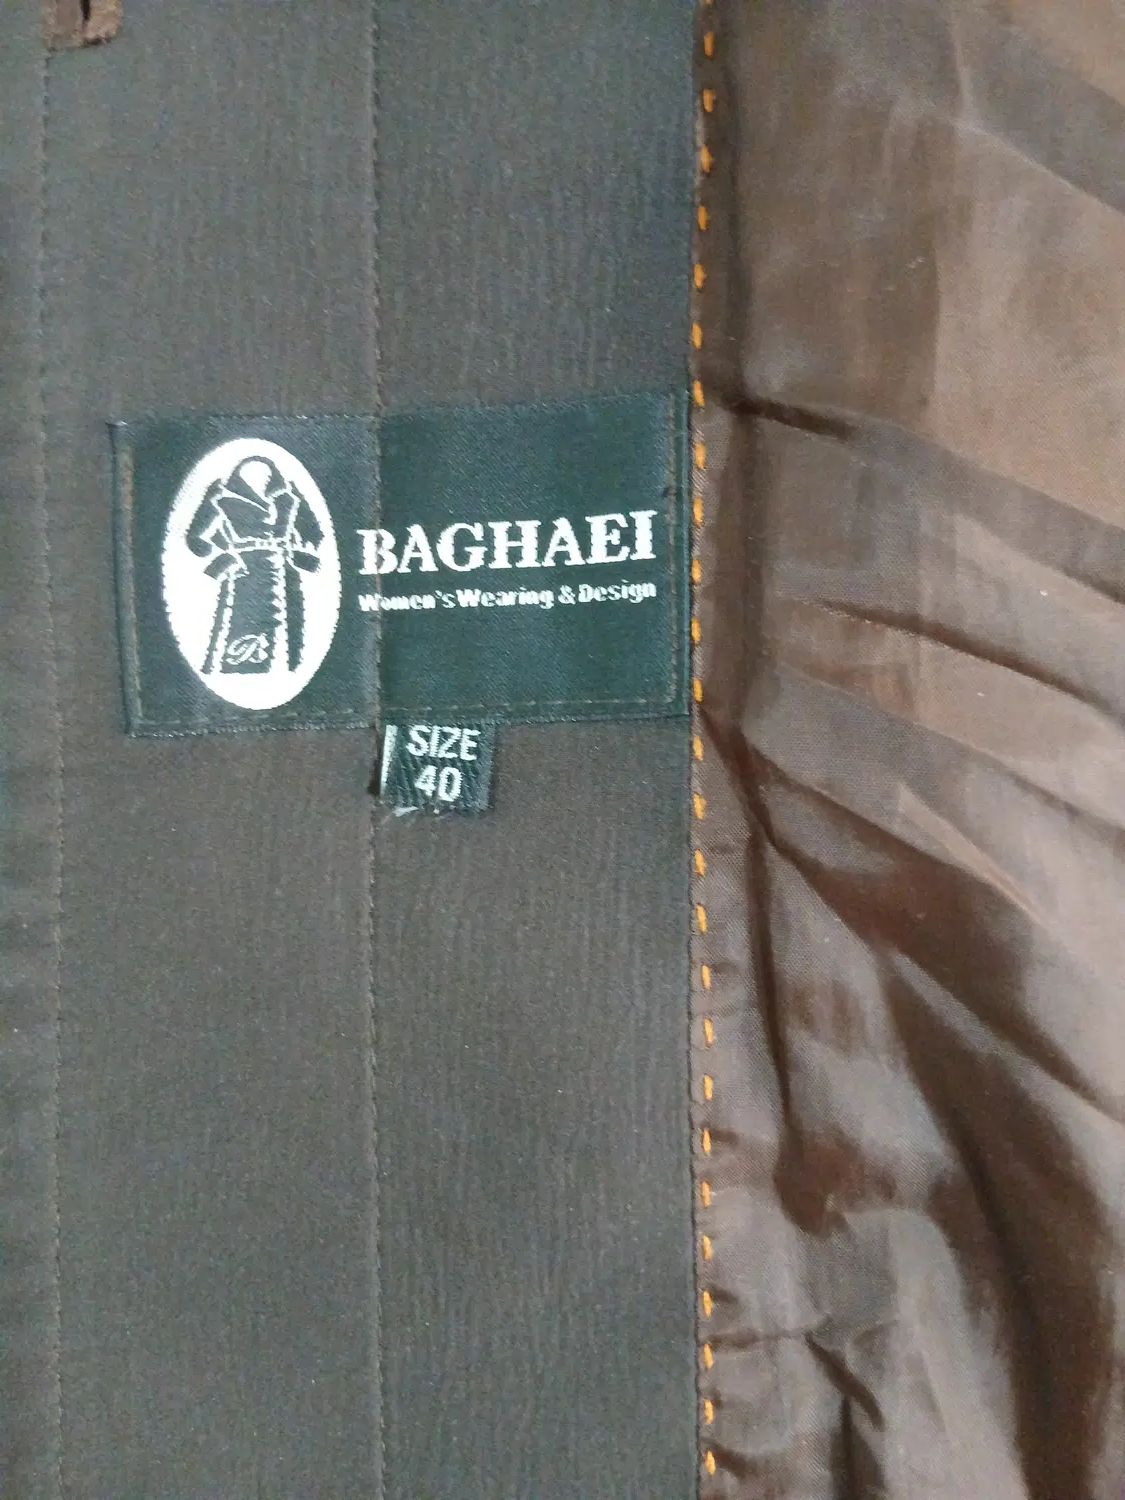 B
BAGHAEI
Women's Wearing & Design
SIZE
40